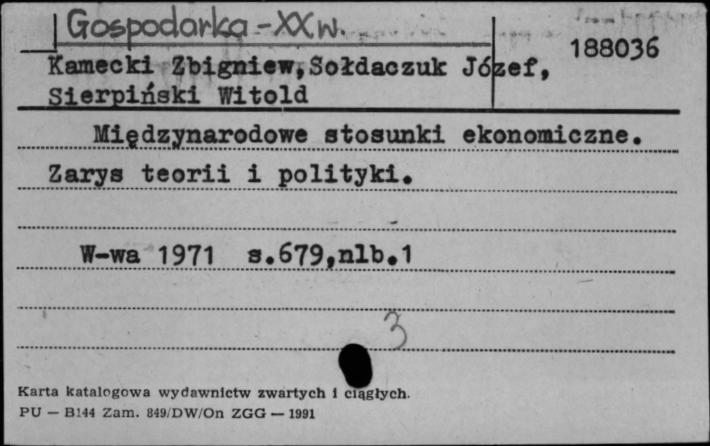 Gospodarka - XX w.
188036
Kamecki Zbigniew,Sołdaczuk Józef,
Sierpiński Witold
Międzynarodowe stosunki ekonomiczne.
Zarys teorii i polityki.
W-wa 1971 s.679,nlb.1
3
Karta katalogowa wydawnictw zwartych i ciągłych.
PU — B144 Zam. 849/DW/On ZGG — 1991